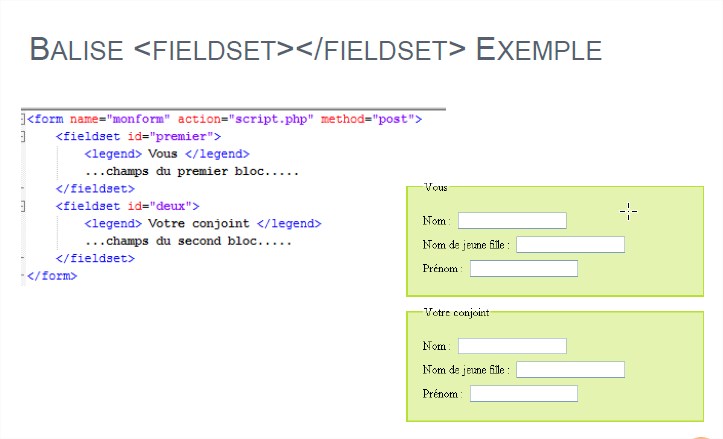 BALISE <FIELDSET></FIELDSET> EXEMPLE
<form name="monform" action="script.php" method="post">
<fieldset id="premier">
<legend> Vous </legend>
...champs du premier bloc.....
</fieldset>
<fieldset id="deux">
<legend> Votre conjoint </legend>
...champs du second bloc.....
</fieldset>
</form>
Vous
Nom :
Nom de jeune fille :
Prénom :
Votre conjoint
Nom :
Nom de jeune fille :
Prénom :